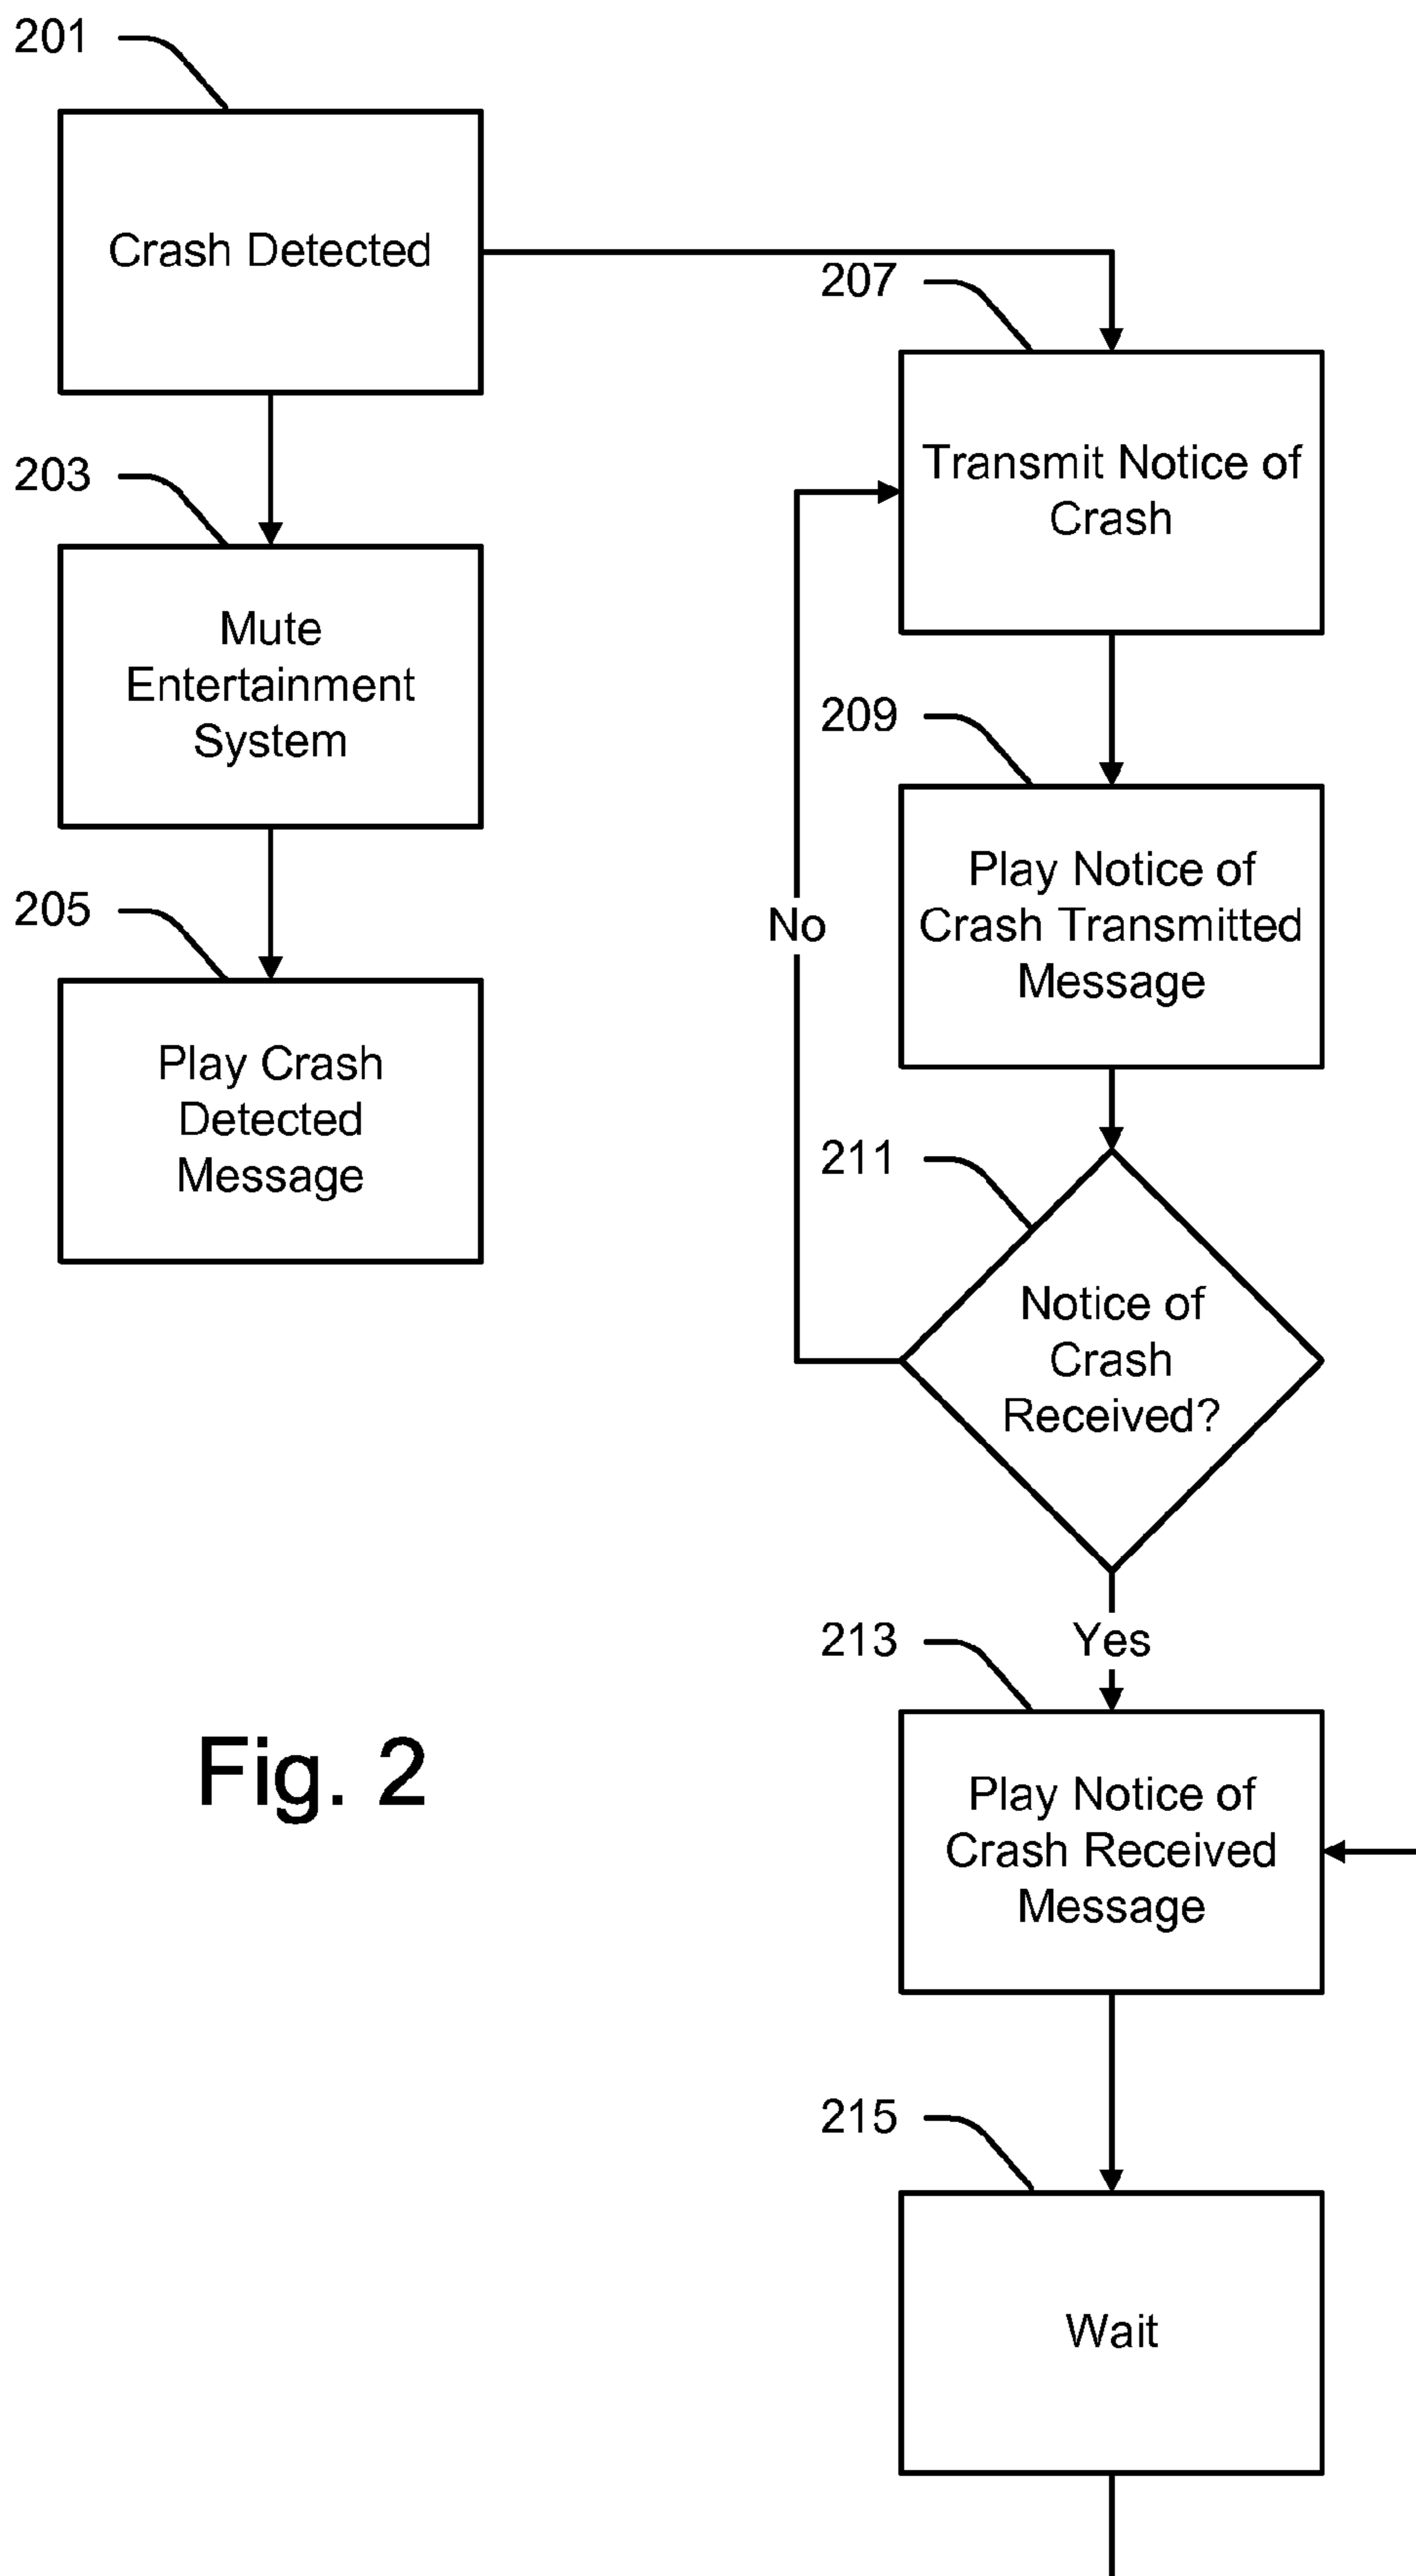 201
Crash Detected
207
Transmit Notice of
Crash
203
Mute
Entertainment
System
209
Play Notice of
Crash Transmitted
Message
205
Play Crash
Detected
Message
No
211
Notice of
Crash
Received?
Yes
213
Play Notice of
Crash Received
Message
Fig. 2
215
Wait